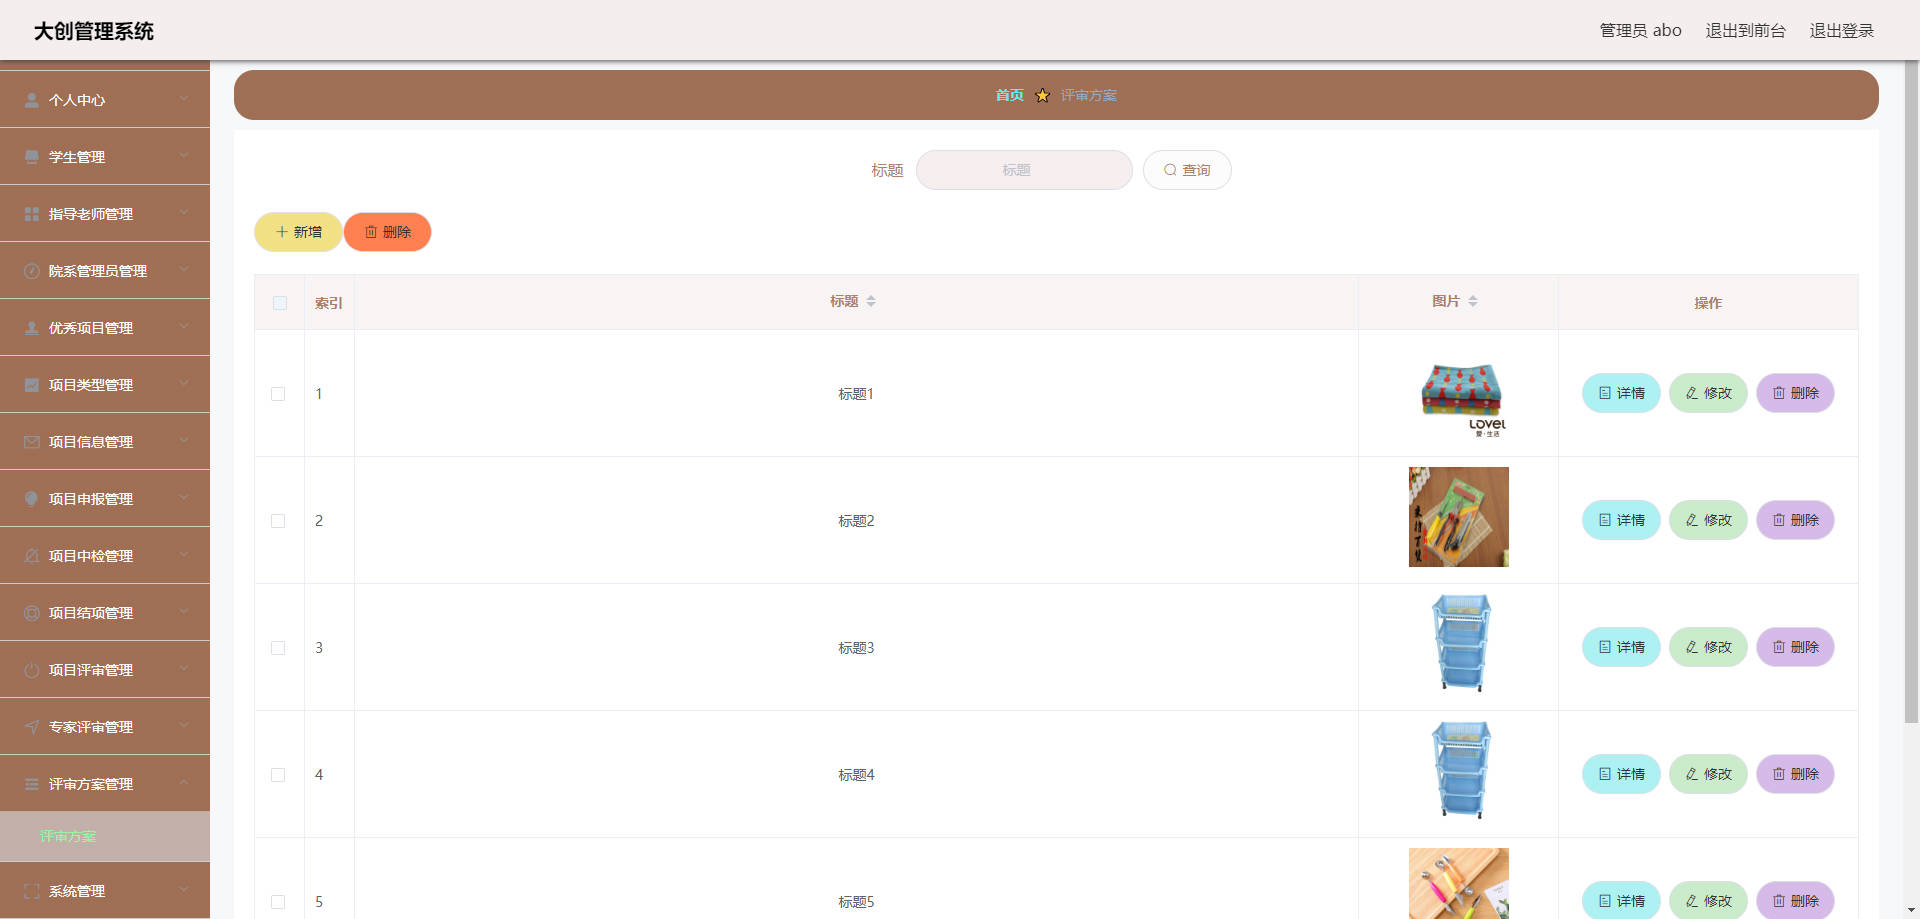 大创管理系统
管理员 abo 退出到前台 退出登录
个人中心
学生管理
指导老师管理
院系管理员管理
优秀项目管理
项目类型管理
项目信息管理
项目申报管理
项目中检管理
项目结项管理
项目评审管理
专家评审管理
评审方案管理
评审方案
系统管理
首页 评审方案
标题 标题 查询
新增 删除
索引 标题 图片 操作
1 标题1 详情 修改 删除
Lovel
爱·生活
2 标题2 详情 修改 删除
3 标题3 详情 修改 删除
4 标题4 详情 修改 删除
5 标题5 详情 修改 删除